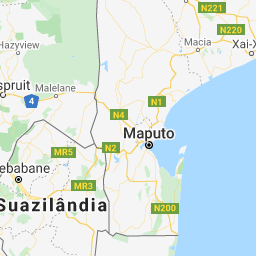 N221
N220
Hazyview
Macia
Xai-X
spruit
Malelane
4
N4
N1
Maputo
N2
MR5
ebabane
MR3
Suazilândia
N200